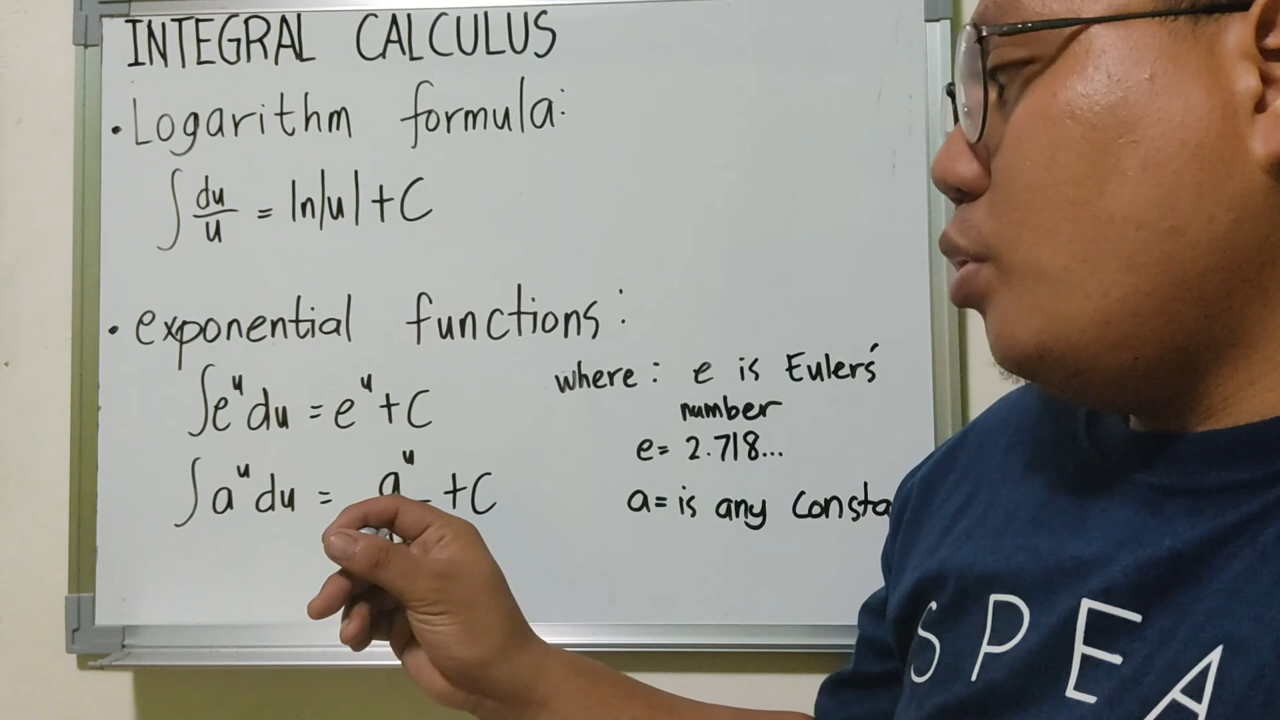 INTEGRAL CALCULUS
• Logarithm formula:
∫ du/u = ln|u| + C
• exponential functions:
∫e^u du = e^u + C
where: e is Euler's
number
e= 2.718...
∫a^u du = a^u + C
a= is any
SPEA